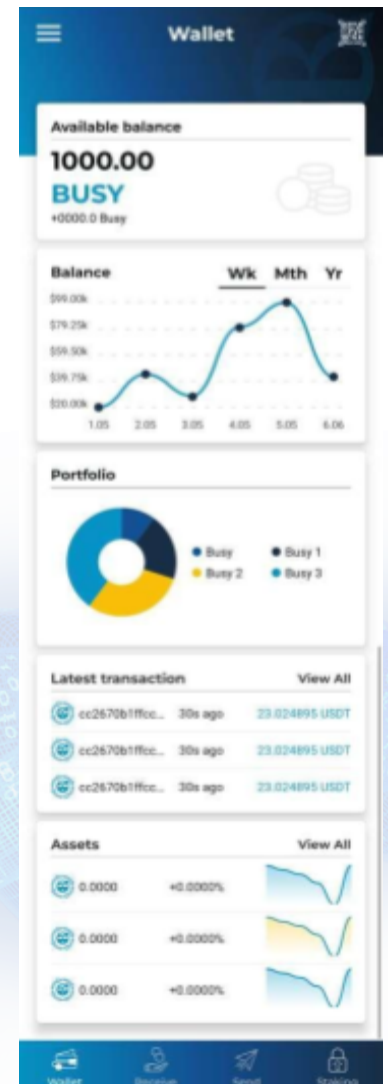 Wallet
Available balance
1000.00
BUSY
+0000.0 Busy
Balance Wk Mth Yr
$99.00k
$79.25k
$59.50k
$39.75k
$20.00k
1.05 2.05 3.05 4.05 5.05 6.06
Portfolio
Busy Busy 1
Busy 2 Busy 3
Latest transaction View All
cc2670b1ffcc... 30s ago 23.024895 USDT
cc2670b1ffcc... 30s ago 23.024895 USDT
cc2670b1ffcc... 30s ago 23.024895 USDT
Assets View All
0.0000 +0.0000%
0.0000 +0.0000%
0.0000 +0.0000%
Wallet Receive Send Staking